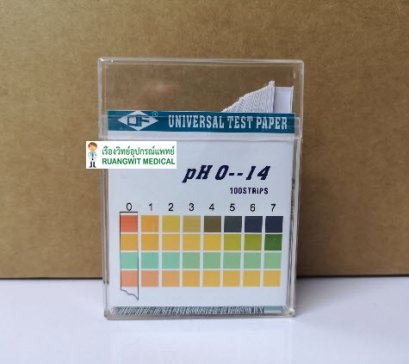 UNIVERSAL TEST PAPER
เรืองวิทย์อุปกรณ์แพทย์
RUANGWIT MEDICAL
pH 0--14
100STRIPS
0 1 2 3 4 5 6 7